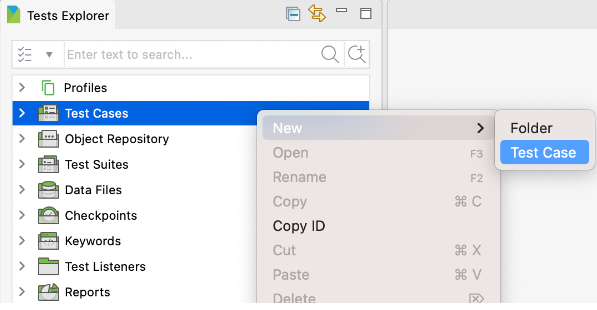 Tests Explorer
Enter text to search...
Profiles
Test Cases
Object Repository
Test Suites
Data Files
Checkpoints
Keywords
Test Listeners
Reports
New
Open F3
Rename F2
Copy ⌘ C
Copy ID
Cut ⌘ X
Paste ⌘ V
Delete ⌦
Folder
Test Case